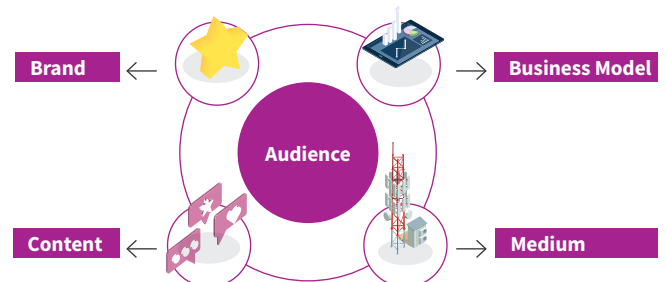 Brand
Business Model
Audience
Content
Medium